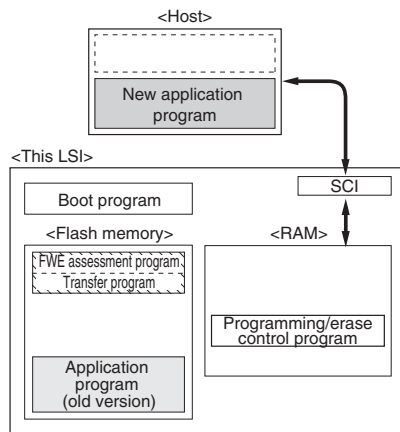 <Host>
New application
program
<This LSI>
SCI
Boot program
<Flash memory>
<RAM>
FWE assessment program
Transfer program
Programming/erase
control program
Application
program
(old version)